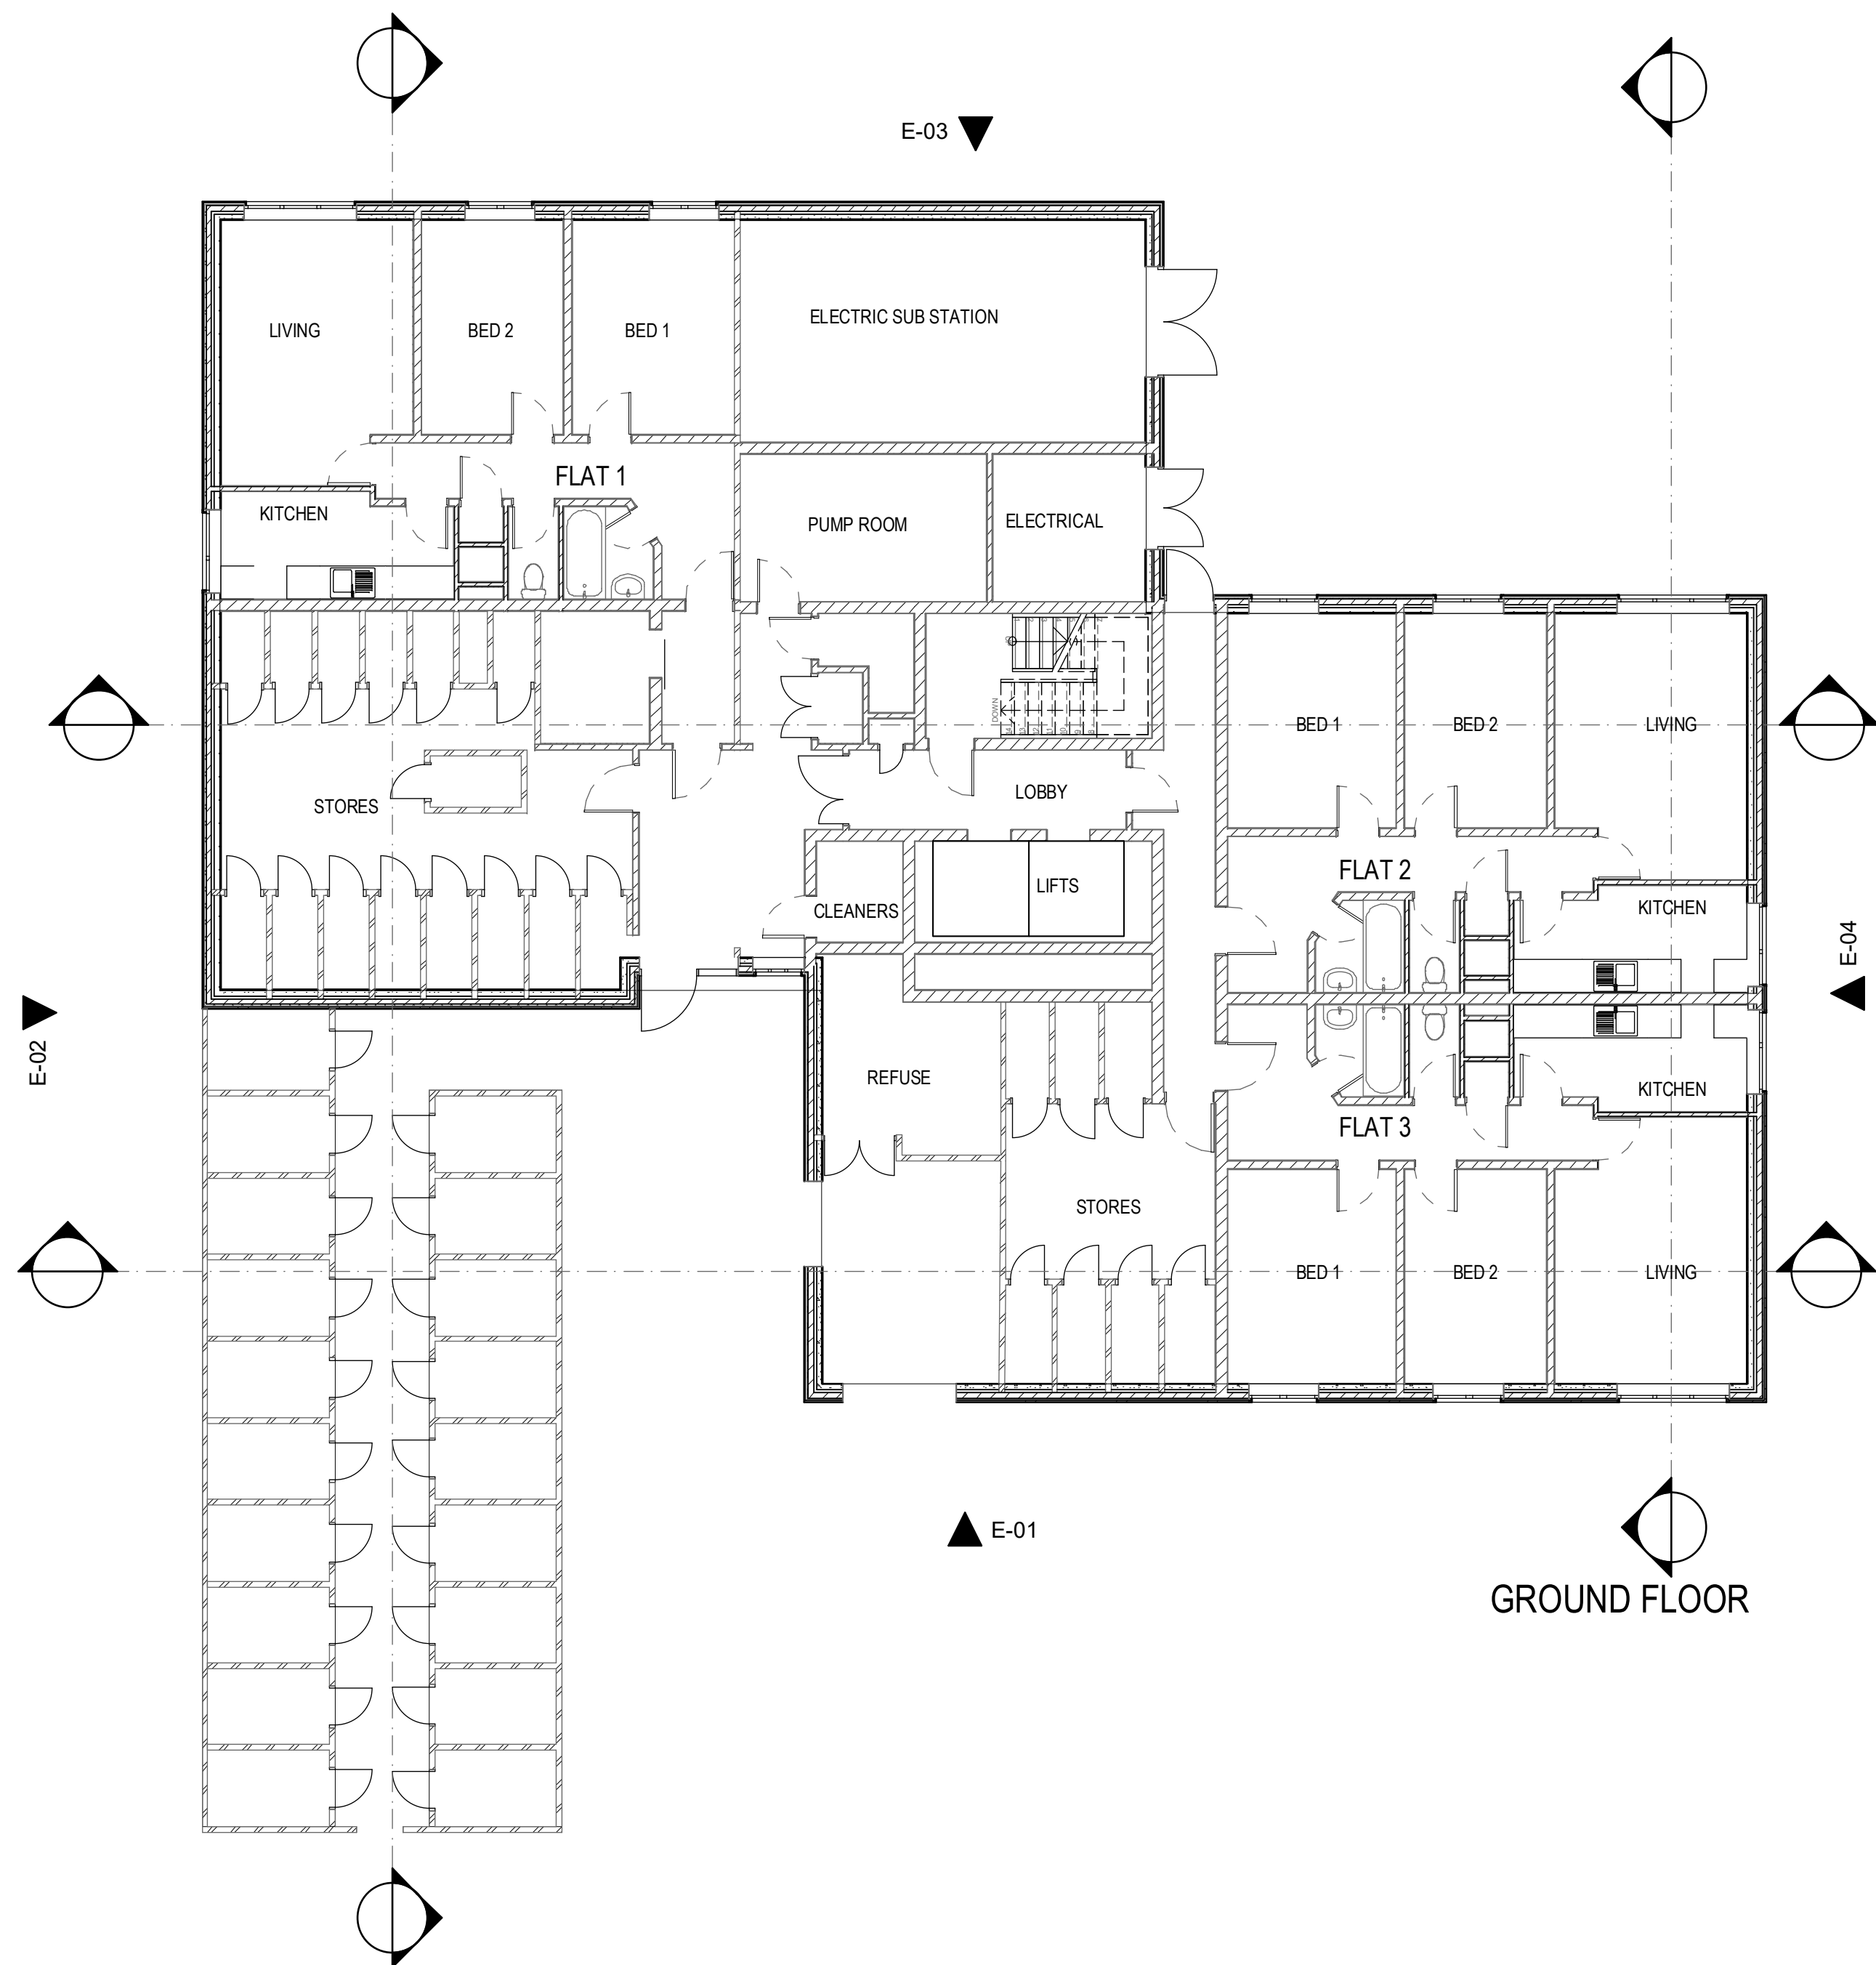 E-03
ELECTRIC SUB STATION
LIVING
BED 2
BED 1
FLAT 1
KITCHEN
PUMP ROOM
ELECTRICAL
DOWN
BED 1
BED 2
LIVING
STORES
LOBBY
FLAT 2
LIFTS
CLEANERS
KITCHEN
E-04
E-02
REFUSE
KITCHEN
FLAT 3
STORES
BED 1
BED 2
LIVING
E-01
GROUND FLOOR